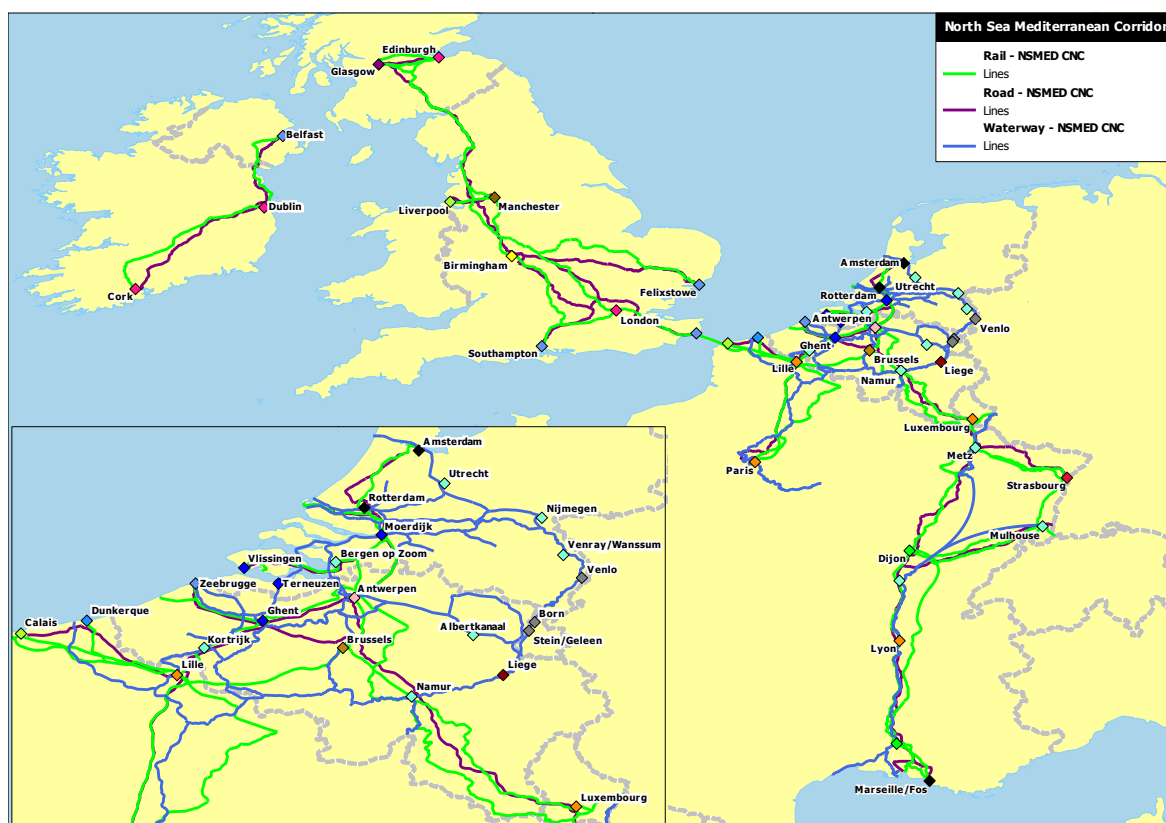 North Sea Mediterranean Corridor
Rail - NSMED CNC
Lines
Road - NSMED CNC
Lines
Waterway - NSMED CNC
Lines
Edinburgh
Glasgow
Belfast
Dublin
Cork
Liverpool
Manchester
Birmingham
Felixstowe
London
Southampton
Amsterdam
Utrecht
Rotterdam
Antwerpen
Venlo
Ghent
Brussels
Lille
Liege
Namur
Luxembourg
Metz
Paris
Strasbourg
Mulhouse
Dijon
Lyon
Marseille/Fos
Amsterdam
Utrecht
Rotterdam
Nijmegen
Moerdijk
Venray/Wanssum
Bergen op Zoom
Vlissingen
Venlo
Zeebrugge
Terneuzen
Antwerpen
Dunkerque
Ghent
Born
Calais
Albertkanaal
Stein/Geleen
Kortrijk
Brussels
Lille
Liege
Namur
Luxembourg